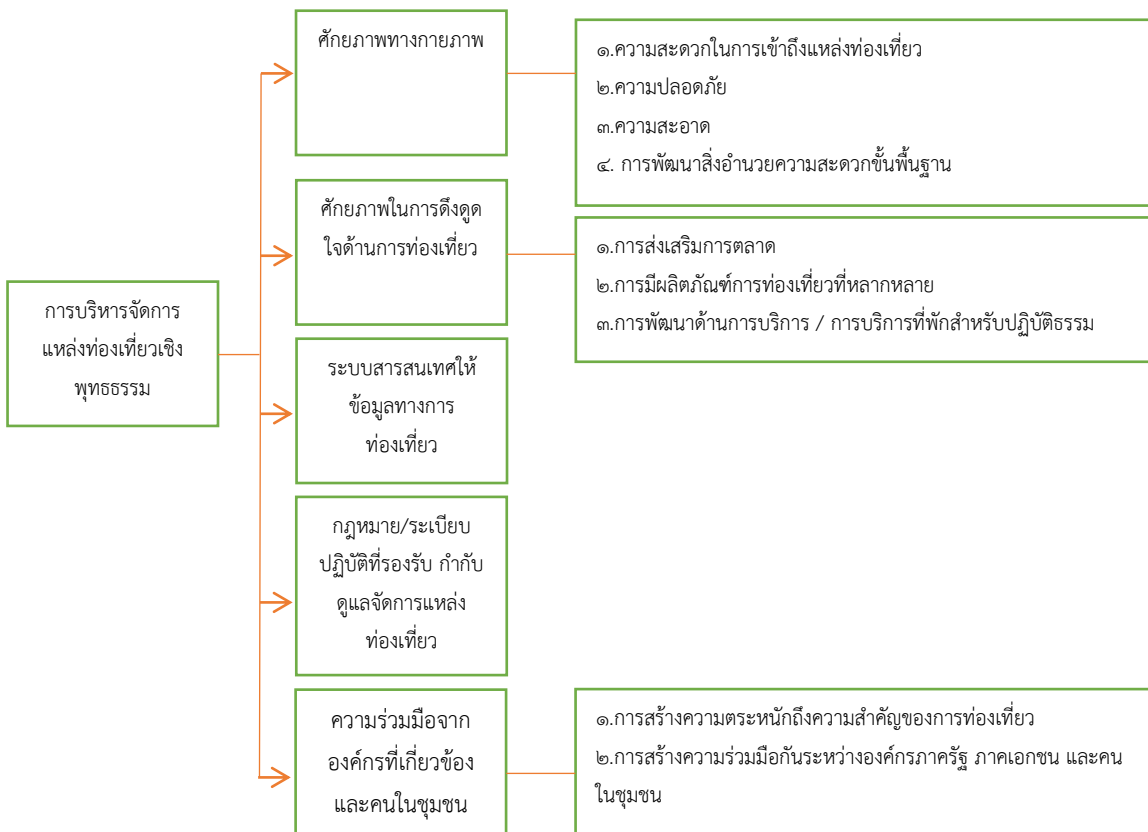 การบริหารจัดการ
แหล่งท่องเที่ยวเชิง
พุทธธรรม
ศักยภาพทางกายภาพ
๑.ความสะดวกในการเข้าถึงแหล่งท่องเที่ยว
๒.ความปลอดภัย
๓.ความสะอาด
๔. การพัฒนาสิ่งอำนวยความสะดวกขั้นพื้นฐาน
ศักยภาพในการดึงดูด
ใจด้านการท่องเที่ยว
๑.การส่งเสริมการตลาด
๒.การมีผลิตภัณฑ์การท่องเที่ยวที่หลากหลาย
๓.การพัฒนาด้านการบริการ / การบริการที่พักสำหรับปฏิบัติธรรม
ระบบสารสนเทศให้
ข้อมูลทางการ
ท่องเที่ยว
กฎหมาย/ระเบียบ
ปฏิบัติที่รองรับ กำกับ
ดูแลจัดการแหล่ง
ท่องเที่ยว
ความร่วมมือจาก
องค์กรที่เกี่ยวข้อง
และคนในชุมชน
๑.การสร้างความตระหนักถึงความสำคัญของการท่องเที่ยว
๒.การสร้างความร่วมมือกันระหว่างองค์กรภาครัฐ ภาคเอกชน และคน
ในชุมชน